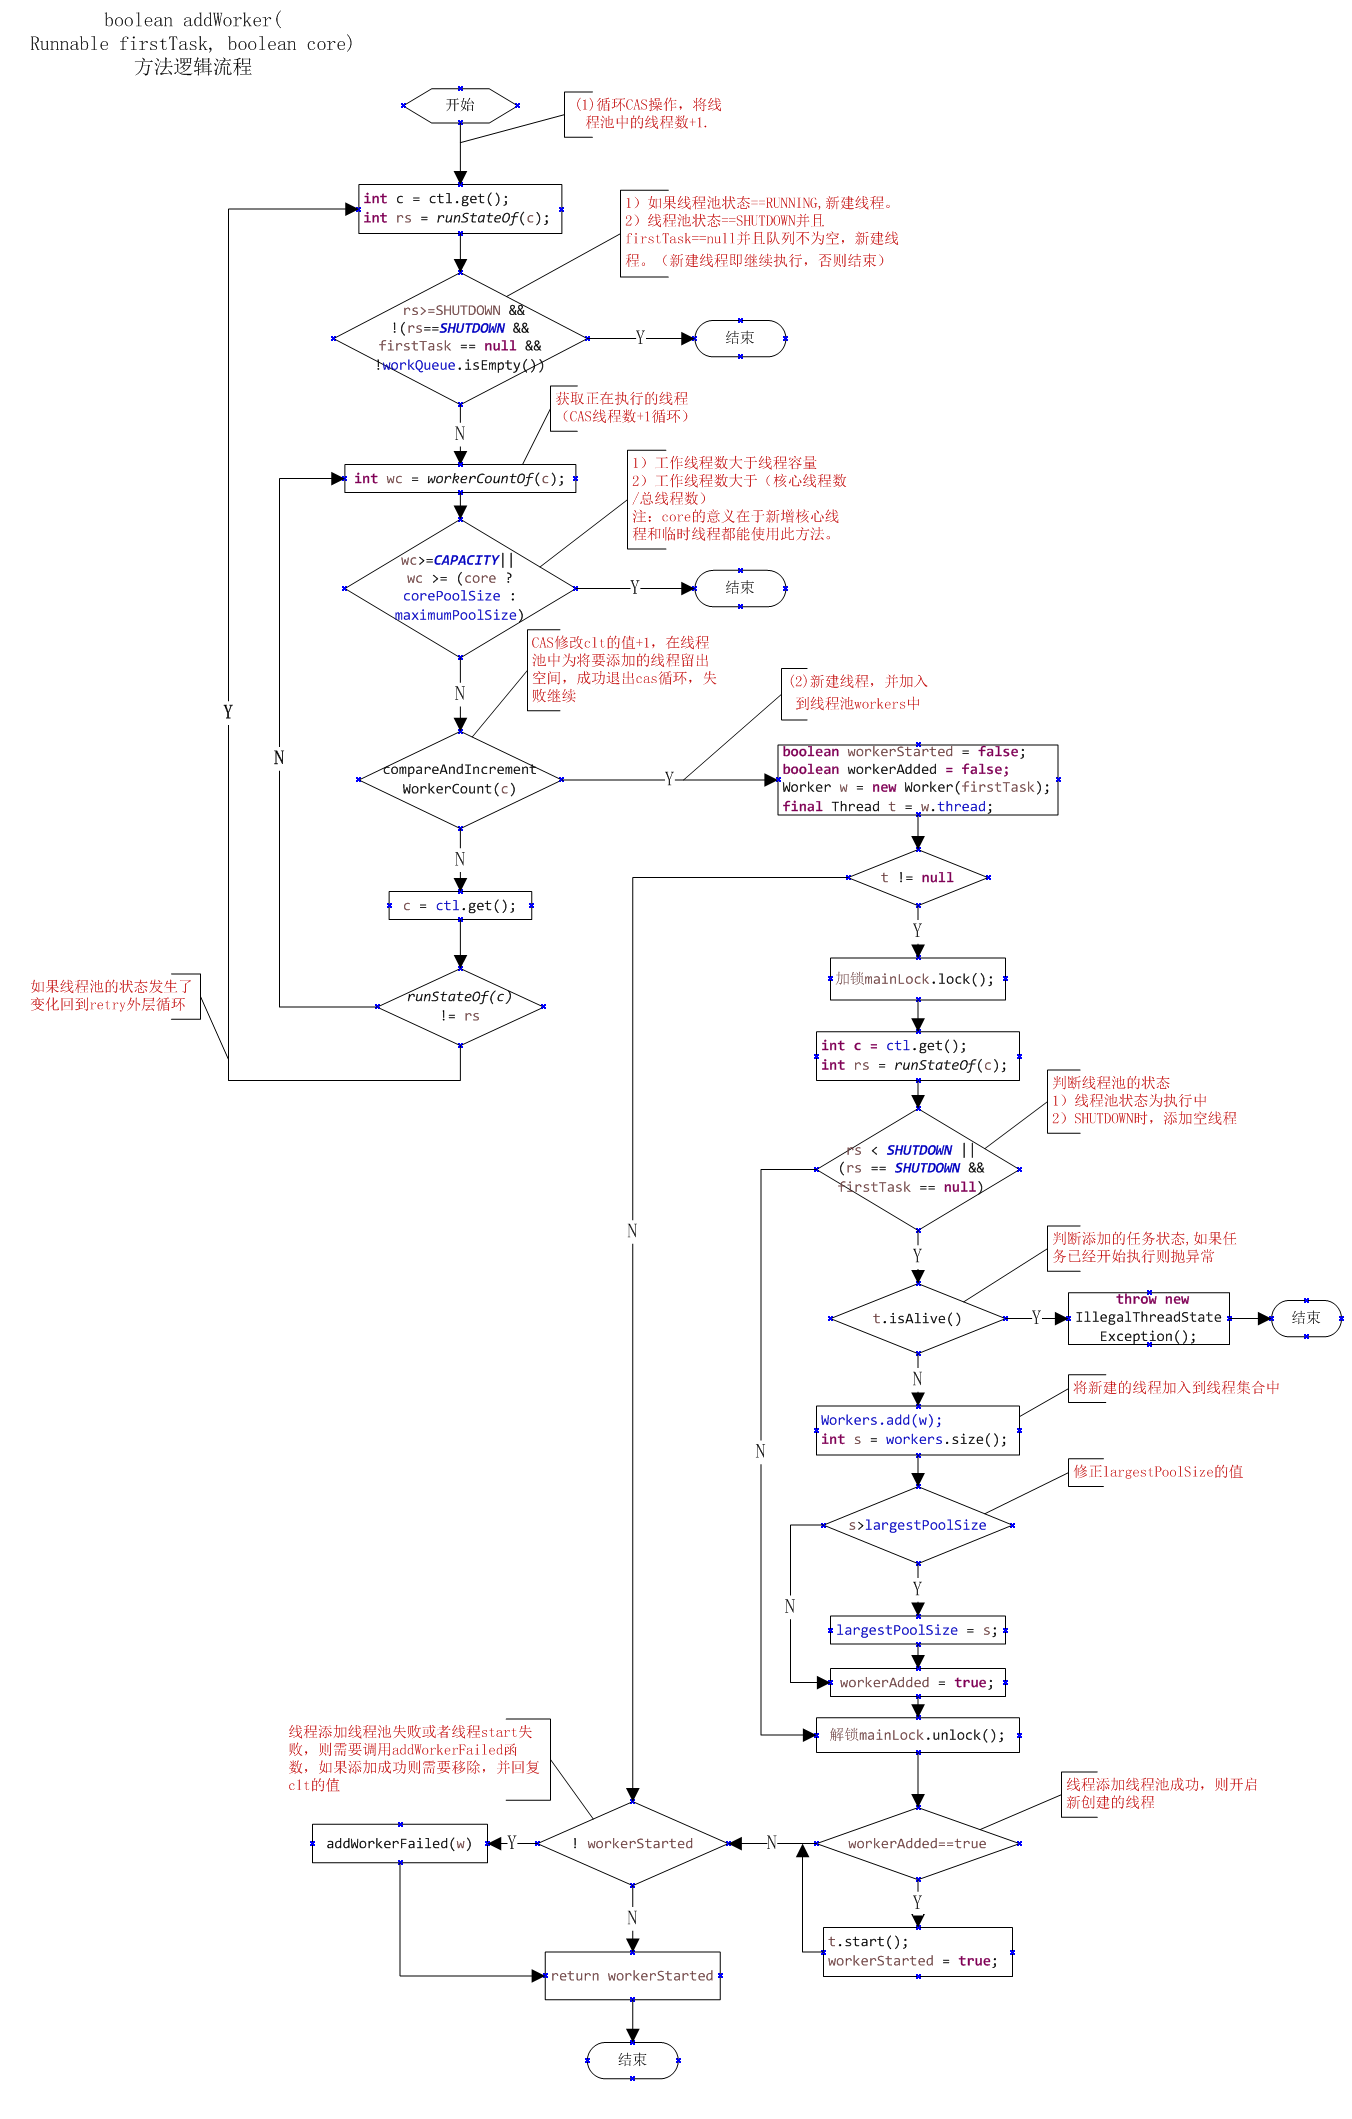 boolean addWorker(
Runnable firstTask, boolean core)
方法逻辑流程
开始
(1)循环CAS操作，将线
程池中的线程数+1.
int c = ctl.get();
int rs = runStateOf(c);
1）如果线程池状态==RUNNING,新建线程。
2）线程池状态==SHUTDOWN并且
firstTask==null并且队列不为空，新建线
程。（新建线程即继续执行，否则结束）
rs>=SHUTDOWN &&
!(rs==SHUTDOWN &&
firstTask == null &&
!workQueue.isEmpty())
Y
结束
N
获取正在执行的线程
（CAS线程数+1循环）
int wc = workerCountOf(c);
1）工作线程数大于线程容量
2）工作线程数大于（核心线程数
/总线程数）
注：core的意义在于新增核心线
程和临时线程都能使用此方法。
wc>=CAPACITY||
wc >= (core ?
corePoolSize :
maximumPoolSize)
Y
结束
N
CAS修改clt的值+1，在线程
池中为将要添加的线程留出
空间，成功退出cas循环，失
败继续
(2)新建线程，并加入
到线程池workers中
Y
N
compareAndIncrement
WorkerCount(c)
Y
boolean workerStarted = false;
boolean workerAdded = false;
Worker w = new Worker(firstTask);
final Thread t = w.thread;
N
t != null
c = ctl.get();
Y
如果线程池的状态发生了
变化回到retry外层循环
runStateOf(c)
!= rs
加锁mainLock.lock();
int c = ctl.get();
int rs = runStateOf(c);
判断线程池的状态
1）线程池状态为执行中
2）SHUTDOWN时，添加空线程
rs < SHUTDOWN ||
(rs == SHUTDOWN &&
firstTask == null)
N
Y
判断添加的任务状态,如果任
务已经开始执行则抛异常
t.isAlive()
Y
throw new
IllegalThreadState
Exception();
结束
N
将新建的线程加入到线程集合中
Workers.add(w);
int s = workers.size();
N
修正largestPoolSize的值
s>largestPoolSize
Y
N
largestPoolSize = s;
workerAdded = true;
解锁mainLock.unlock();
线程添加线程池失败或者线程start失
败，则需要调用addWorkerFailed函
数，如果添加成功则需要移除，并回复
clt的值
线程添加线程池成功，则开启
新创建的线程
addWorkerFailed(w)
Y
! workerStarted
N
workerAdded==true
Y
N
t.start();
workerStarted = true;
return workerStarted
结束